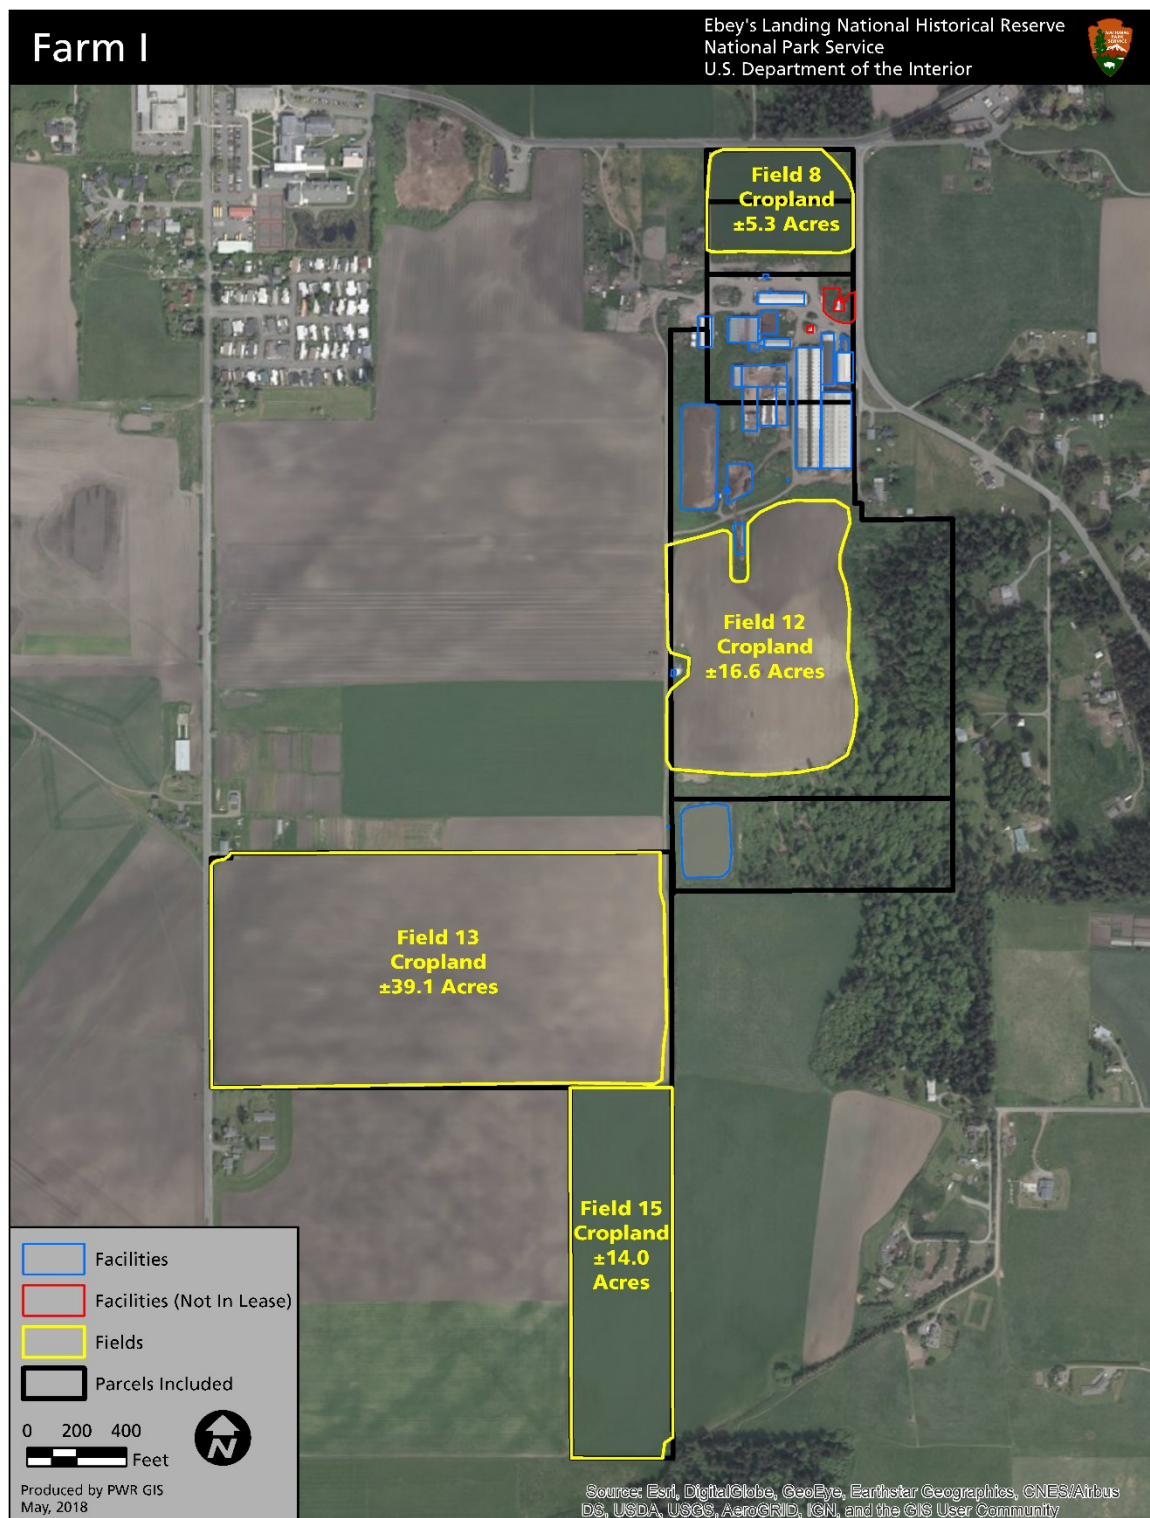 Farm I
Ebey's Landing National Historical Reserve
National Park Service
U.S. Department of the Interior
NATIONAL
PARK
SERVICE
Field 8
Cropland
±5.3 Acres
Field 12
Cropland
±16.6 Acres
Field 13
Cropland
±39.1 Acres
Field 15
Cropland
±14.0
Acres
Facilities
Facilities (Not In Lease)
Fields
Parcels Included
0 200 400
Feet
N
Produced by PWR GIS
May, 2018
Source: Esri, DigitalGlobe, GeoEye, Earthstar Geographics, CNES/Airbus
DS, USDA, USGS, AeroGRID, IGN, and the GIS User Community